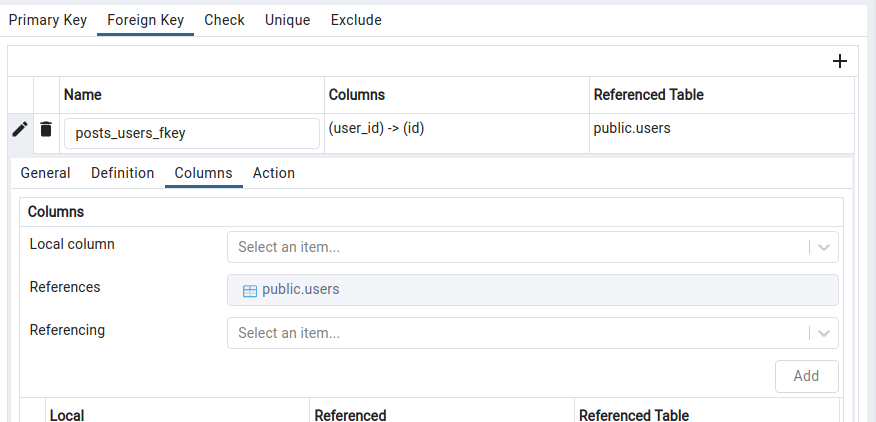 Primary Key Foreign Key Check Unique Exclude
Name Columns Referenced Table
posts_users_fkey (user_id) -> (id) public.users
General Definition Columns Action
Columns
Local column Select an item...
References public.users
Referencing Select an item...
Add
Local Referenced Referenced Table